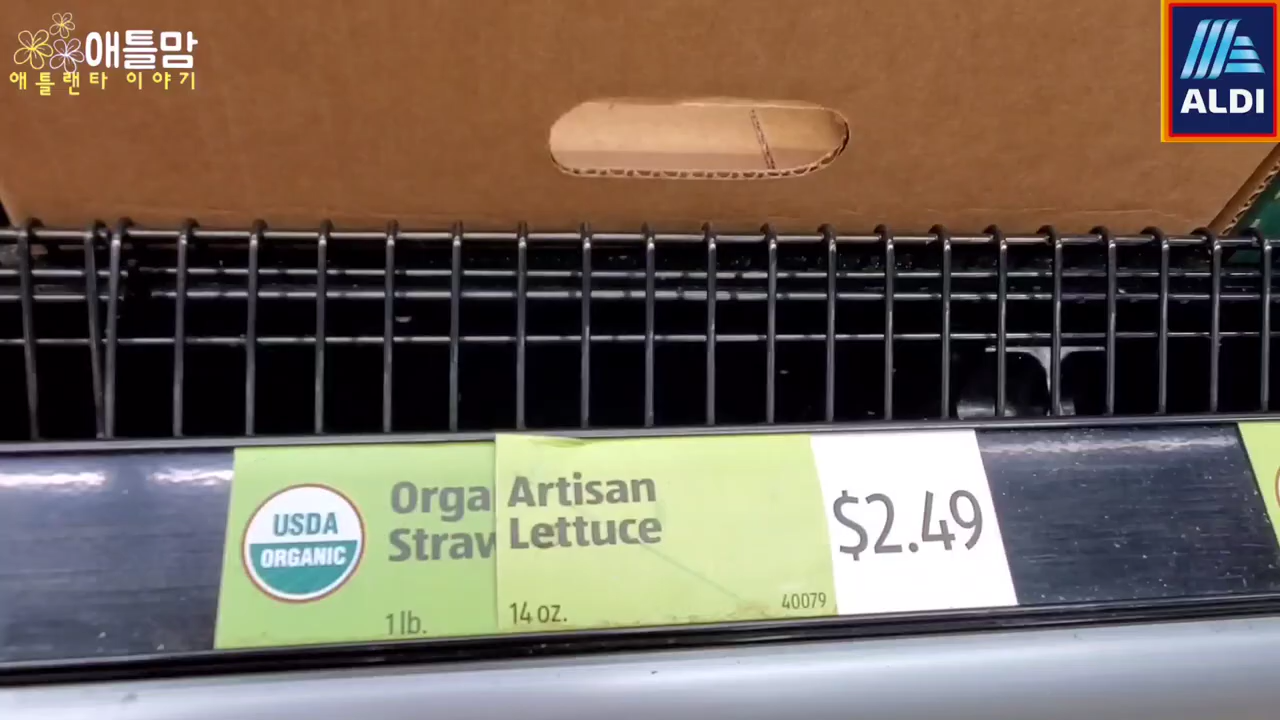 애틀맘
애틀랜타 이야기
ALDI
USDA
ORGANIC
Orga
Straw
1 lb.
Artisan
Lettuce
14 oz.
40079
$2.49